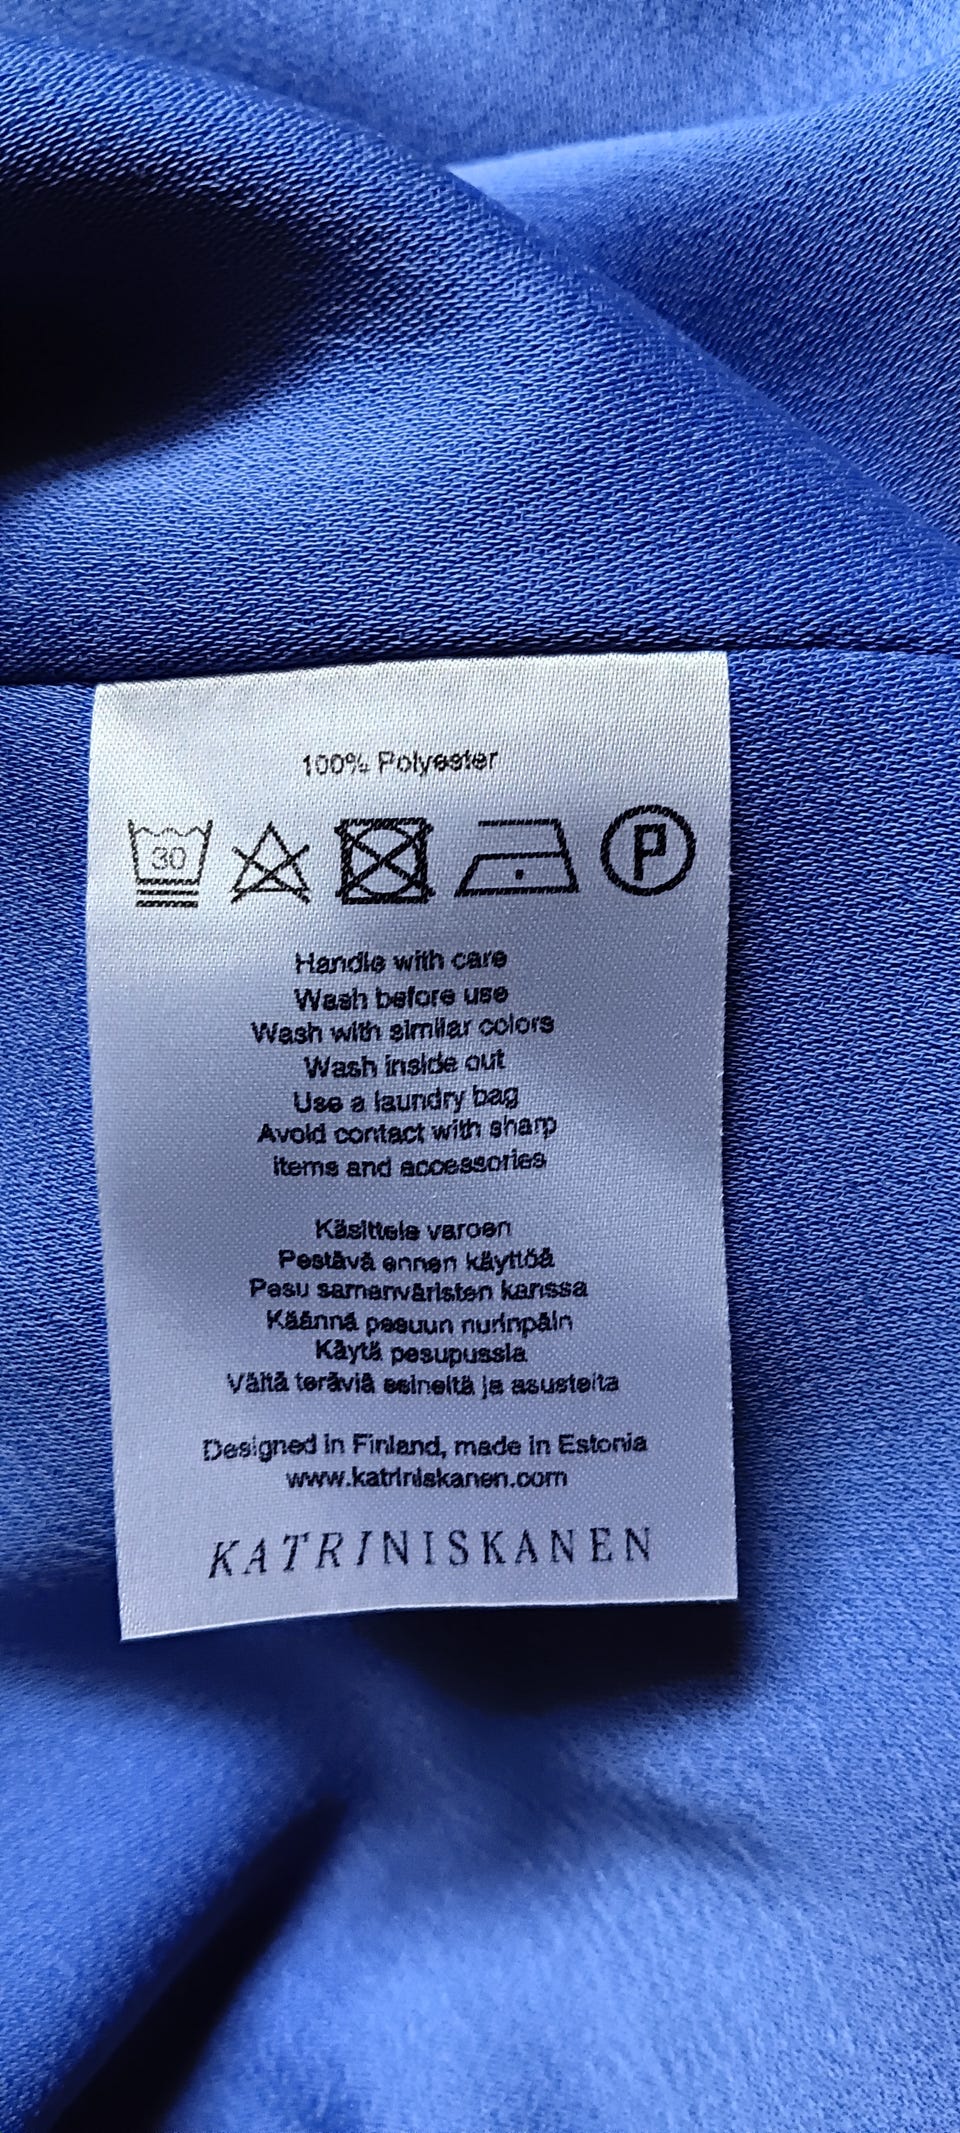 100% Polyester
30
P
Handle with care
Wash before use
Wash with similar colors
Wash inside out
Use a laundry bag
Avoid contact with sharp
items and accessories
Käsittele varoen
Pestävä ennen käyttöä
Pesu samanväristen kanssa
Käännä pesuun nurinpäin
Käytä pesupussia
Vältä teräviä esineitä ja asusteita
Designed in Finland, made in Estonia
www.katriniskanen.com
KATRI NISKANEN